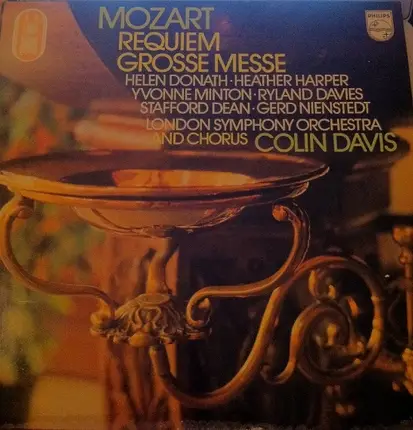 MOZART
PHILIPS
REQUIEM
GROSSE MESSE
HELEN DONATH · HEATHER HARPER
YVONNE MINTON · RYLAND DAVIES
STAFFORD DEAN · GERD NIENSTEDT
LONDON SYMPHONY ORCHESTRA
AND CHORUS COLIN DAVIS